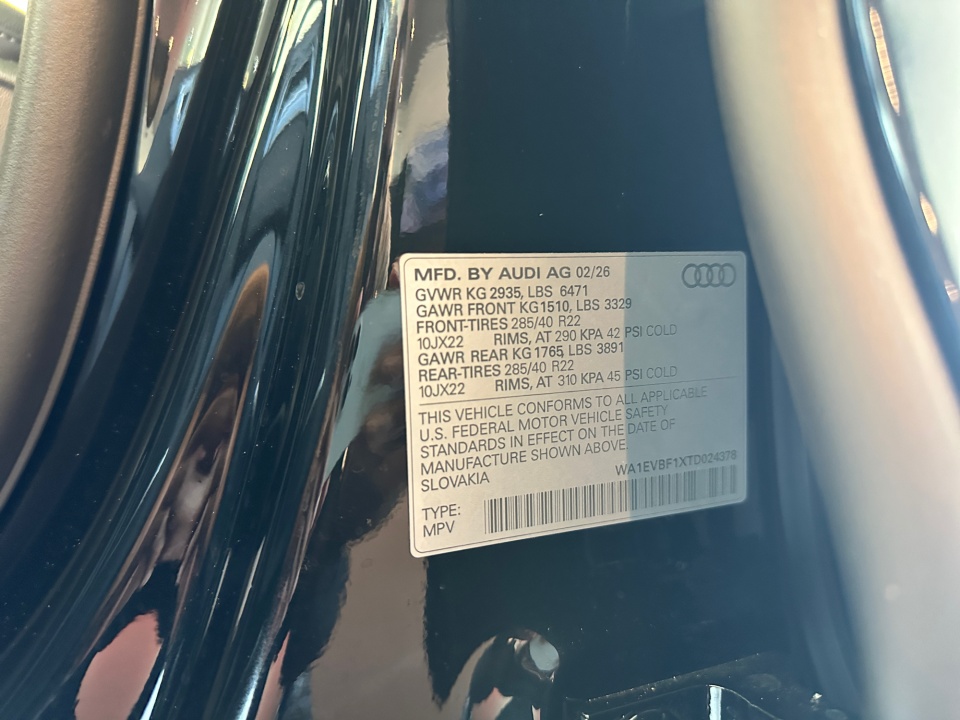 MFD. BY AUDI AG 02/26
GVWR KG 2935, LBS 6471
GAWR FRONT KG1510, LBS 3329
FRONT-TIRES 285/40 R22
10JX22 RIMS, AT 290 KPA 42 PSI COLD
GAWR REAR KG1765, LBS 3891
REAR-TIRES 285/40 R22
10JX22 RIMS, AT 310 KPA 45 PSI COLD
THIS VEHICLE CONFORMS TO ALL APPLICABLE
U.S. FEDERAL MOTOR VEHICLE SAFETY
STANDARDS IN EFFECT ON THE DATE OF
MANUFACTURE SHOWN ABOVE.
SLOVAKIA WA1EVBF1XTD024378
TYPE:
MPV